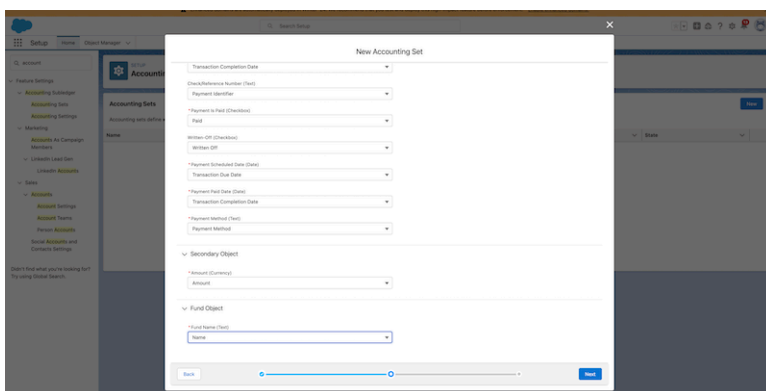 Search Setup
Setup
Home
Object Manager
account
SETUP
Accountin
Feature Settings
Accounting Subledger
Accounting Sets
Accounting Settings
Marketing
Accounts As Campaign
Members
LinkedIn Lead Gen
LinkedIn Accounts
Sales
Accounts
Account Settings
Account Teams
Person Accounts
Social Accounts and
Contacts Settings
Didn't find what you're looking for?
Try using Global Search.
Accounting Sets
New
Accounting sets define
Name
State
New Accounting Set
Transaction Completion Date
Check/Reference Number (Text)
Payment Identifier
*Payment Is Paid (Checkbox)
Paid
Written-Off (Checkbox)
Written Off
*Payment Scheduled Date (Date)
Transaction Due Date
*Payment Paid Date (Date)
Transaction Completion Date
*Payment Method (Text)
Payment Method
Secondary Object
*Amount (Currency)
Amount
Fund Object
*Fund Name (Text)
Name
Back
Next